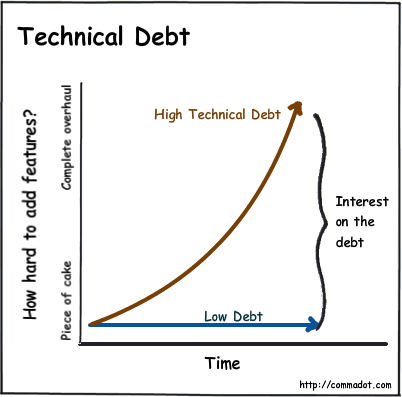 Technical Debt
How hard to add features?
Complete overhaul
Piece of cake
High Technical Debt
Interest
on the
debt
Low Debt
Time
http://commadot.com